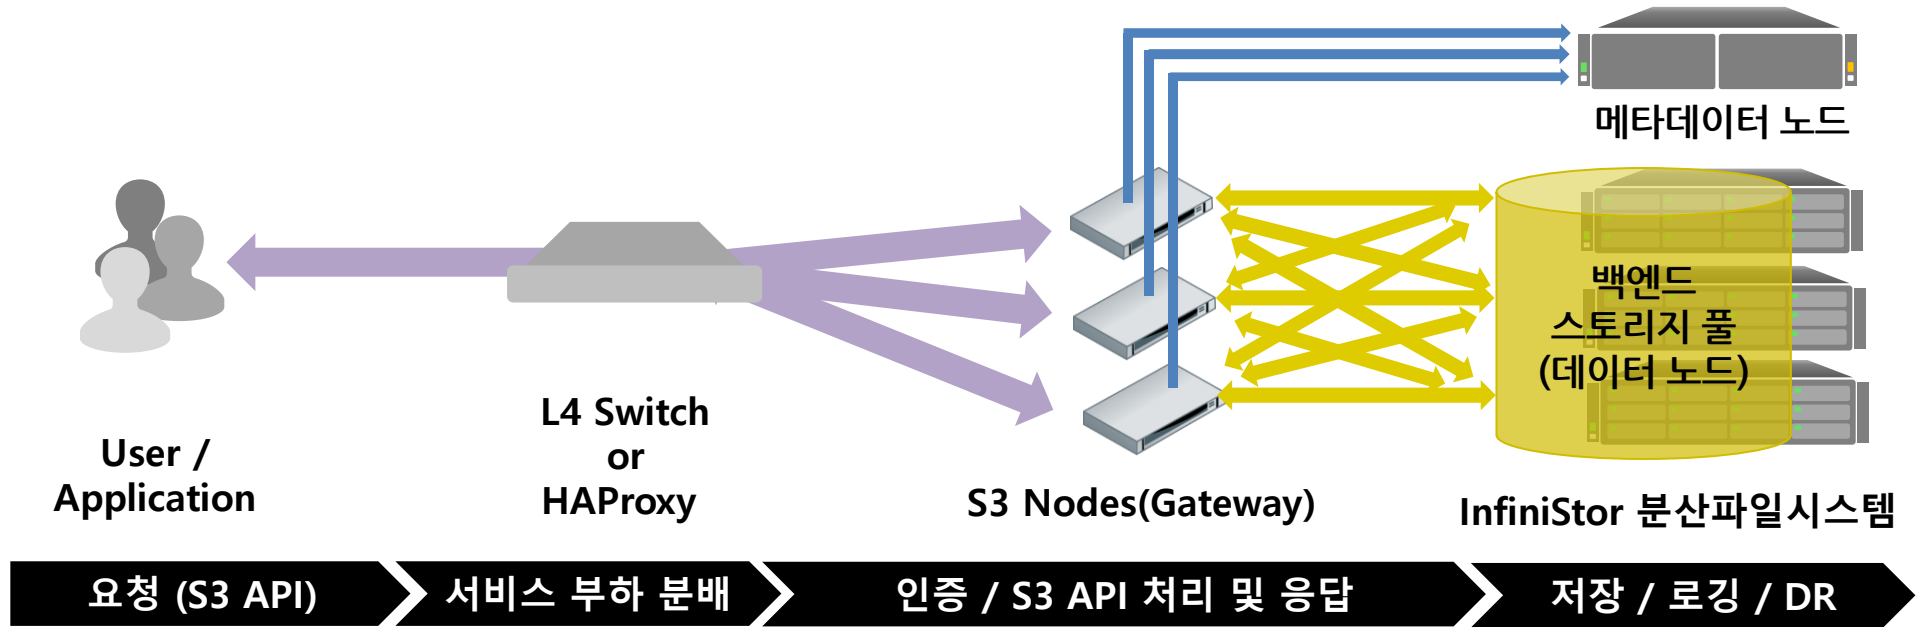 메타데이터 노드
백엔드
스토리지 풀
(데이터 노드)
User /
Application
L4 Switch
or
HAProxy
S3 Nodes(Gateway)
InfiniStor 분산파일시스템
요청 (S3 API)
서비스 부하 분배
인증 / S3 API 처리 및 응답
저장 / 로깅 / DR